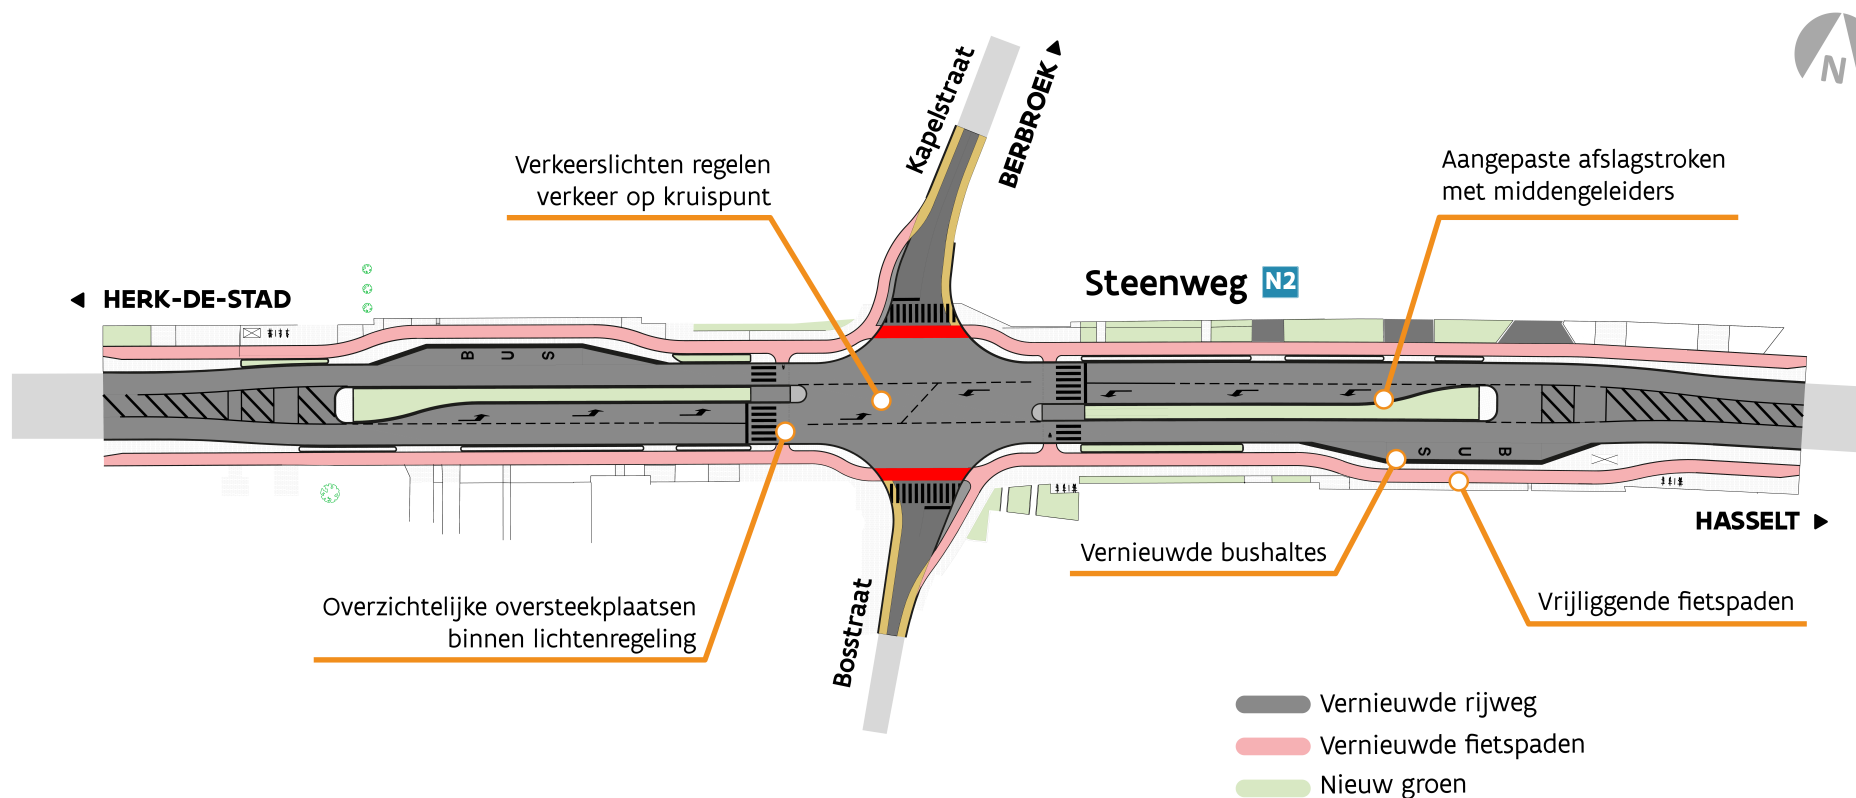 N
Kapelstraat
BERBROEK
Verkeerslichten regelen
verkeer op kruispunt
Aangepaste afslagstroken
met middengeleiders
HERK-DE-STAD
Steenweg N2
BUS
BUS
HASSELT
Vernieuwde bushaltes
Vrijliggende fietspaden
Overzichtelijke oversteekplaatsen
binnen lichtenregeling
Bosstraat
Vernieuwde rijweg
Vernieuwde fietspaden
Nieuw groen